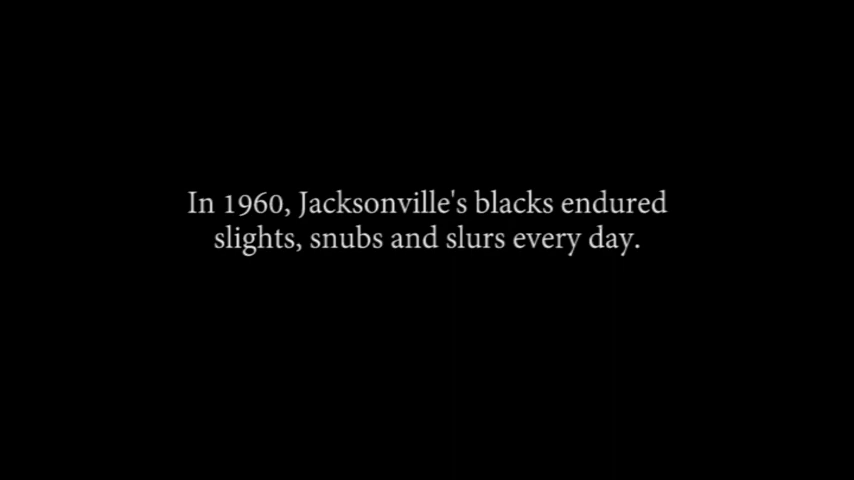 In 1960, Jacksonville's blacks endured
slights, snubs and slurs every day.